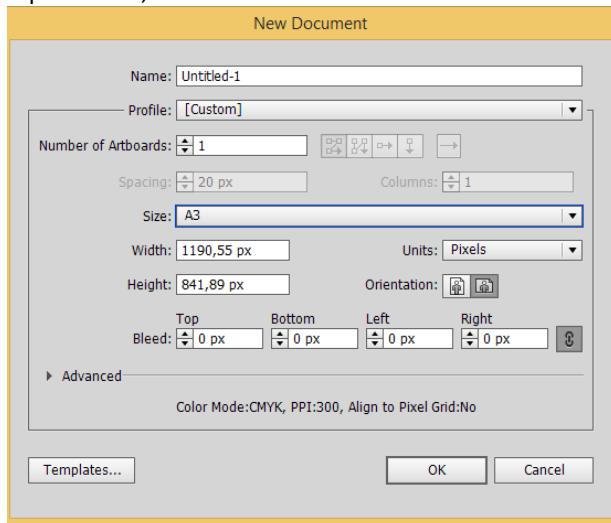 New Document
Name: Untitled-1
Profile: [Custom]
Number of Artboards: 1
Spacing: 20 px Columns: 1
Size: A3
Width: 1190,55 px Units: Pixels
Height: 841,89 px Orientation:
Top Bottom Left Right
Bleed: 0 px 0 px 0 px 0 px
Advanced
Color Mode:CMYK, PPI:300, Align to Pixel Grid:No
Templates... OK Cancel